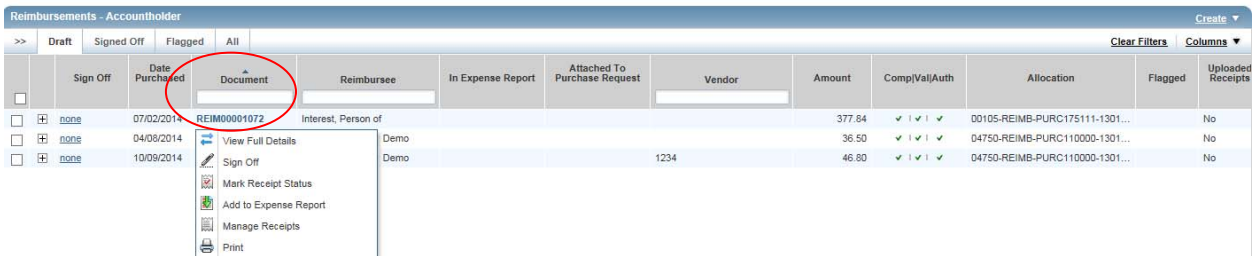 Reimbursements - Accountholder Create ▼
>> Draft Signed Off Flagged All Clear Filters Columns ▼
Sign Off Date Purchased Document Reimbursee In Expense Report Attached To Purchase Request Vendor Amount Comp|Val|Auth Allocation Flagged Uploaded Receipts
none 07/02/2014 REIM00001072 Interest, Person of 377.84 ✓ | ✓ | ✓ 00105-REIMB-PURC175111-1301... No
none 04/08/2014 Demo 36.50 ✓ | ✓ | ✓ 04750-REIMB-PURC110000-1301... No
none 10/09/2014 Demo 1234 46.80 ✓ | ✓ | ✓ 04750-REIMB-PURC110000-1301... No
View Full Details
Sign Off
Mark Receipt Status
Add to Expense Report
Manage Receipts
Print